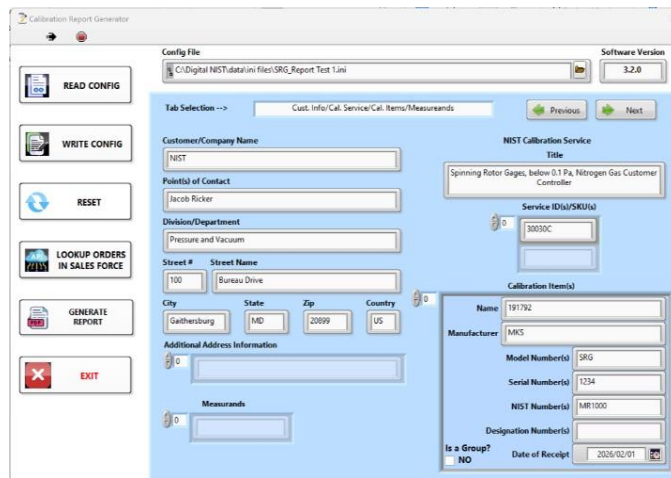 Calibration Report Generator
Config File
Software Version
C:\Digital NIST\data\ini files\SRG_Report Test 1.ini
3.2.0
READ CONFIG
WRITE CONFIG
RESET
LOOKUP ORDERS
IN SALES FORCE
GENERATE
REPORT
EXIT
Tab Selection -->
Cust. Info/Cal. Service/Cal. Items/Measureands
Previous
Next
Customer/Company Name
NIST
Point(s) of Contact
Jacob Ricker
Division/Department
Pressure and Vacuum
Street #
Street Name
100
Bureau Drive
City
State
Zip
Country
Gaithersburg
MD
20899
US
Additional Address Information
0
Measurands
0
NIST Calibration Service
Title
Spinning Rotor Gages, below 0.1 Pa, Nitrogen Gas Customer
Controller
Service ID(s)/SKU(s)
0
30030C
Calibration Item(s)
0
Name
191792
Manufacturer
MKS
Model Number(s)
SRG
Serial Number(s)
1234
NIST Number(s)
MR1000
Designation Number(s)
Is a Group?
NO
Date of Receipt
2026/02/01